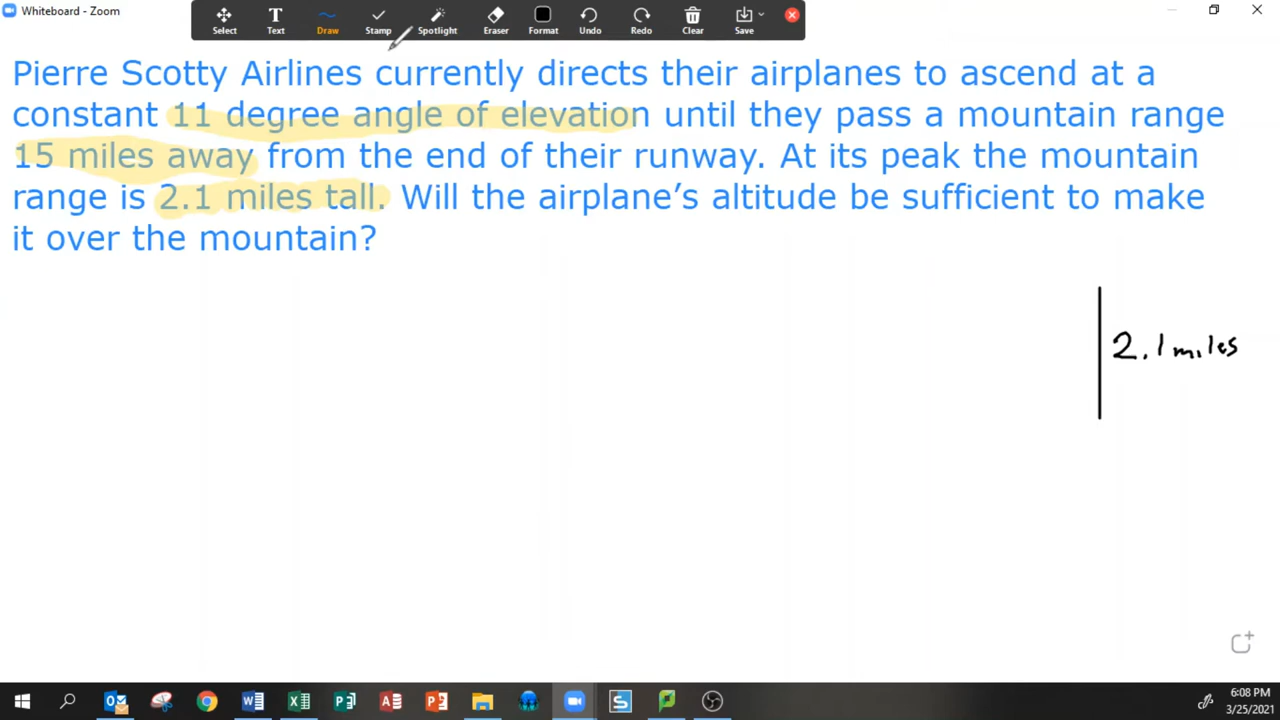 Whiteboard - Zoom
Select Text Draw Stamp Spotlight Eraser Format Undo Redo Clear Save
Pierre Scotty Airlines currently directs their airplanes to ascend at a
constant 11 degree angle of elevation until they pass a mountain range
15 miles away from the end of their runway. At its peak the mountain
range is 2.1 miles tall. Will the airplane’s altitude be sufficient to make
it over the mountain?
2.1 miles
6:08 PM
3/25/2021